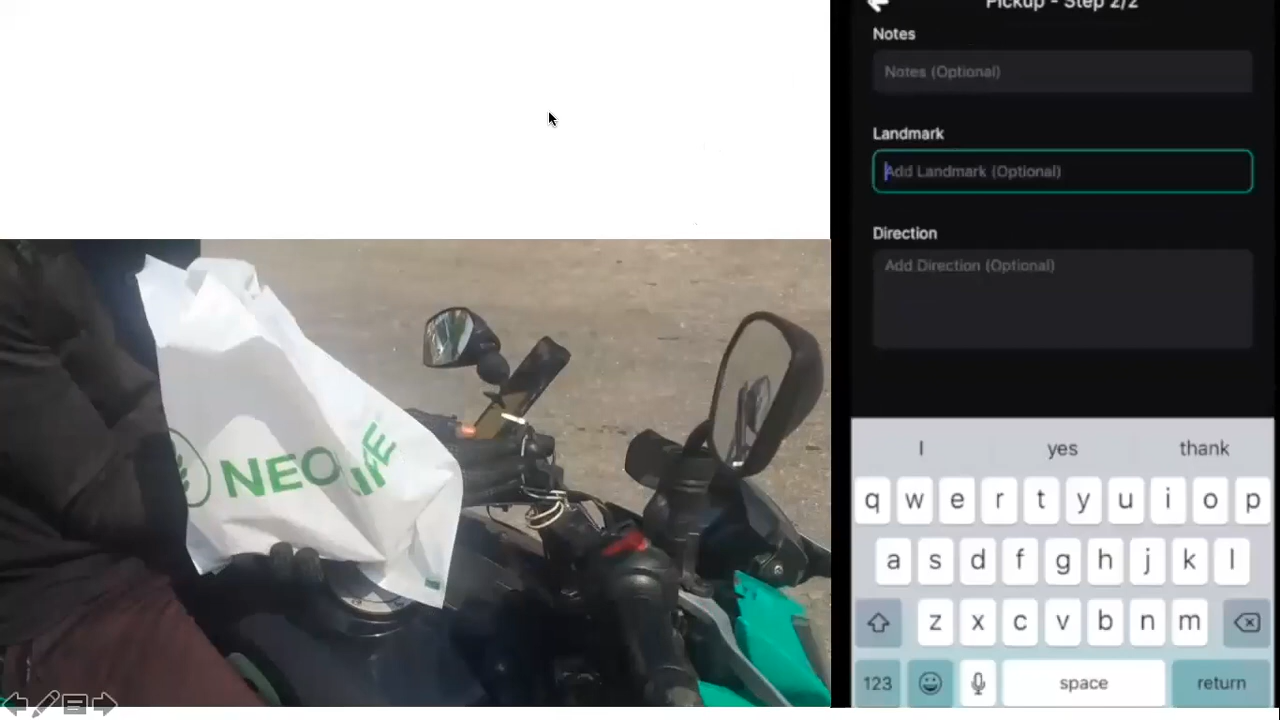 NEOLIFE
Pickup - Step 2/2
Notes
Notes (Optional)
Landmark
Add Landmark (Optional)
Direction
Add Direction (Optional)
I yes thank
q w e r t y u i o p
a s d f g h j k l
z x c v b n m
123 space return